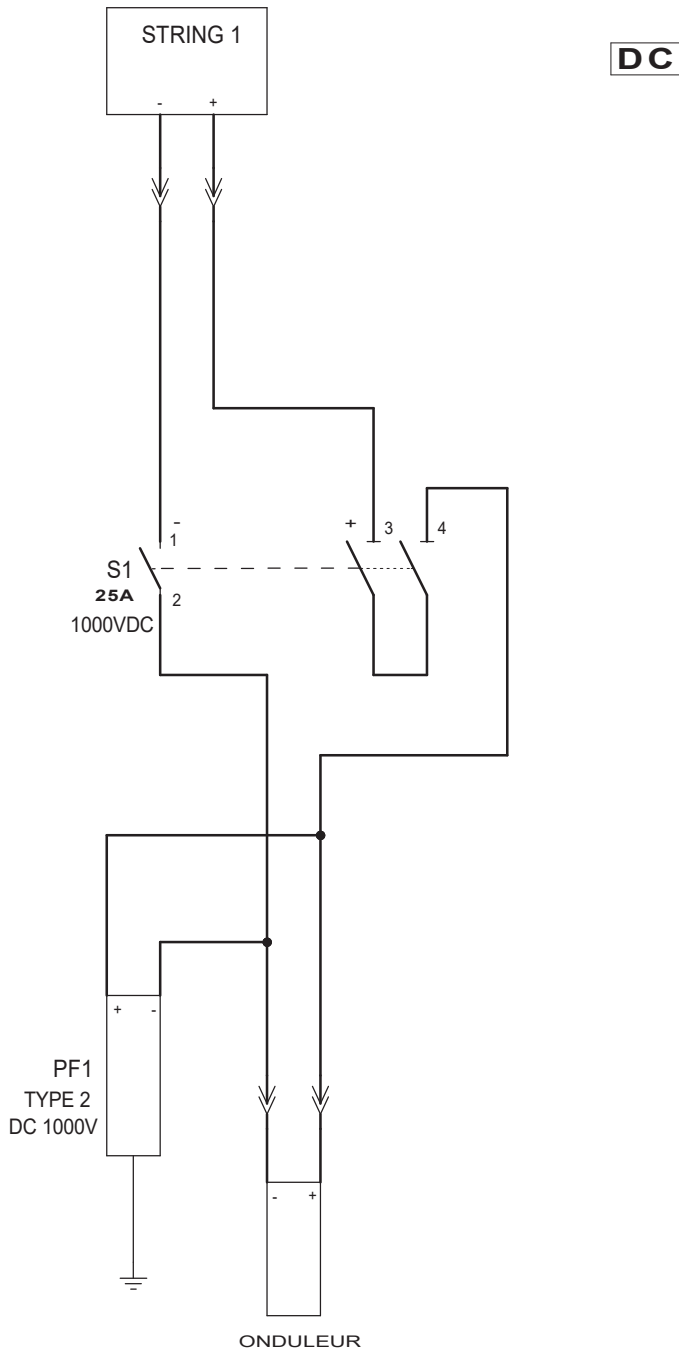 STRING 1
DC
- +
- + 3 4
1
S1
25A
2
1000VDC
+ -
PF1
TYPE 2
DC 1000V
- +
ONDULEUR